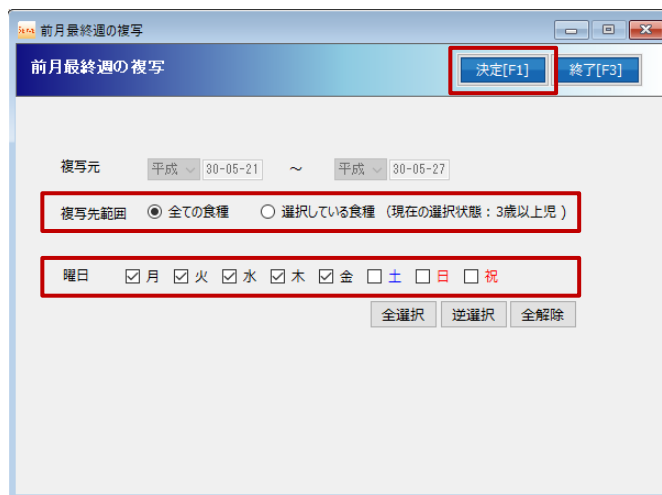 前月最終週の複写
前月最終週の複写 決定[F1] 終了[F3]
複写元 平成 30-05-21 ～ 平成 30-05-27
複写先範囲 全ての食種 選択している食種 (現在の選択状態：3歳以上児 )
曜日 月 火 水 木 金 土 日 祝
全選択 逆選択 全解除